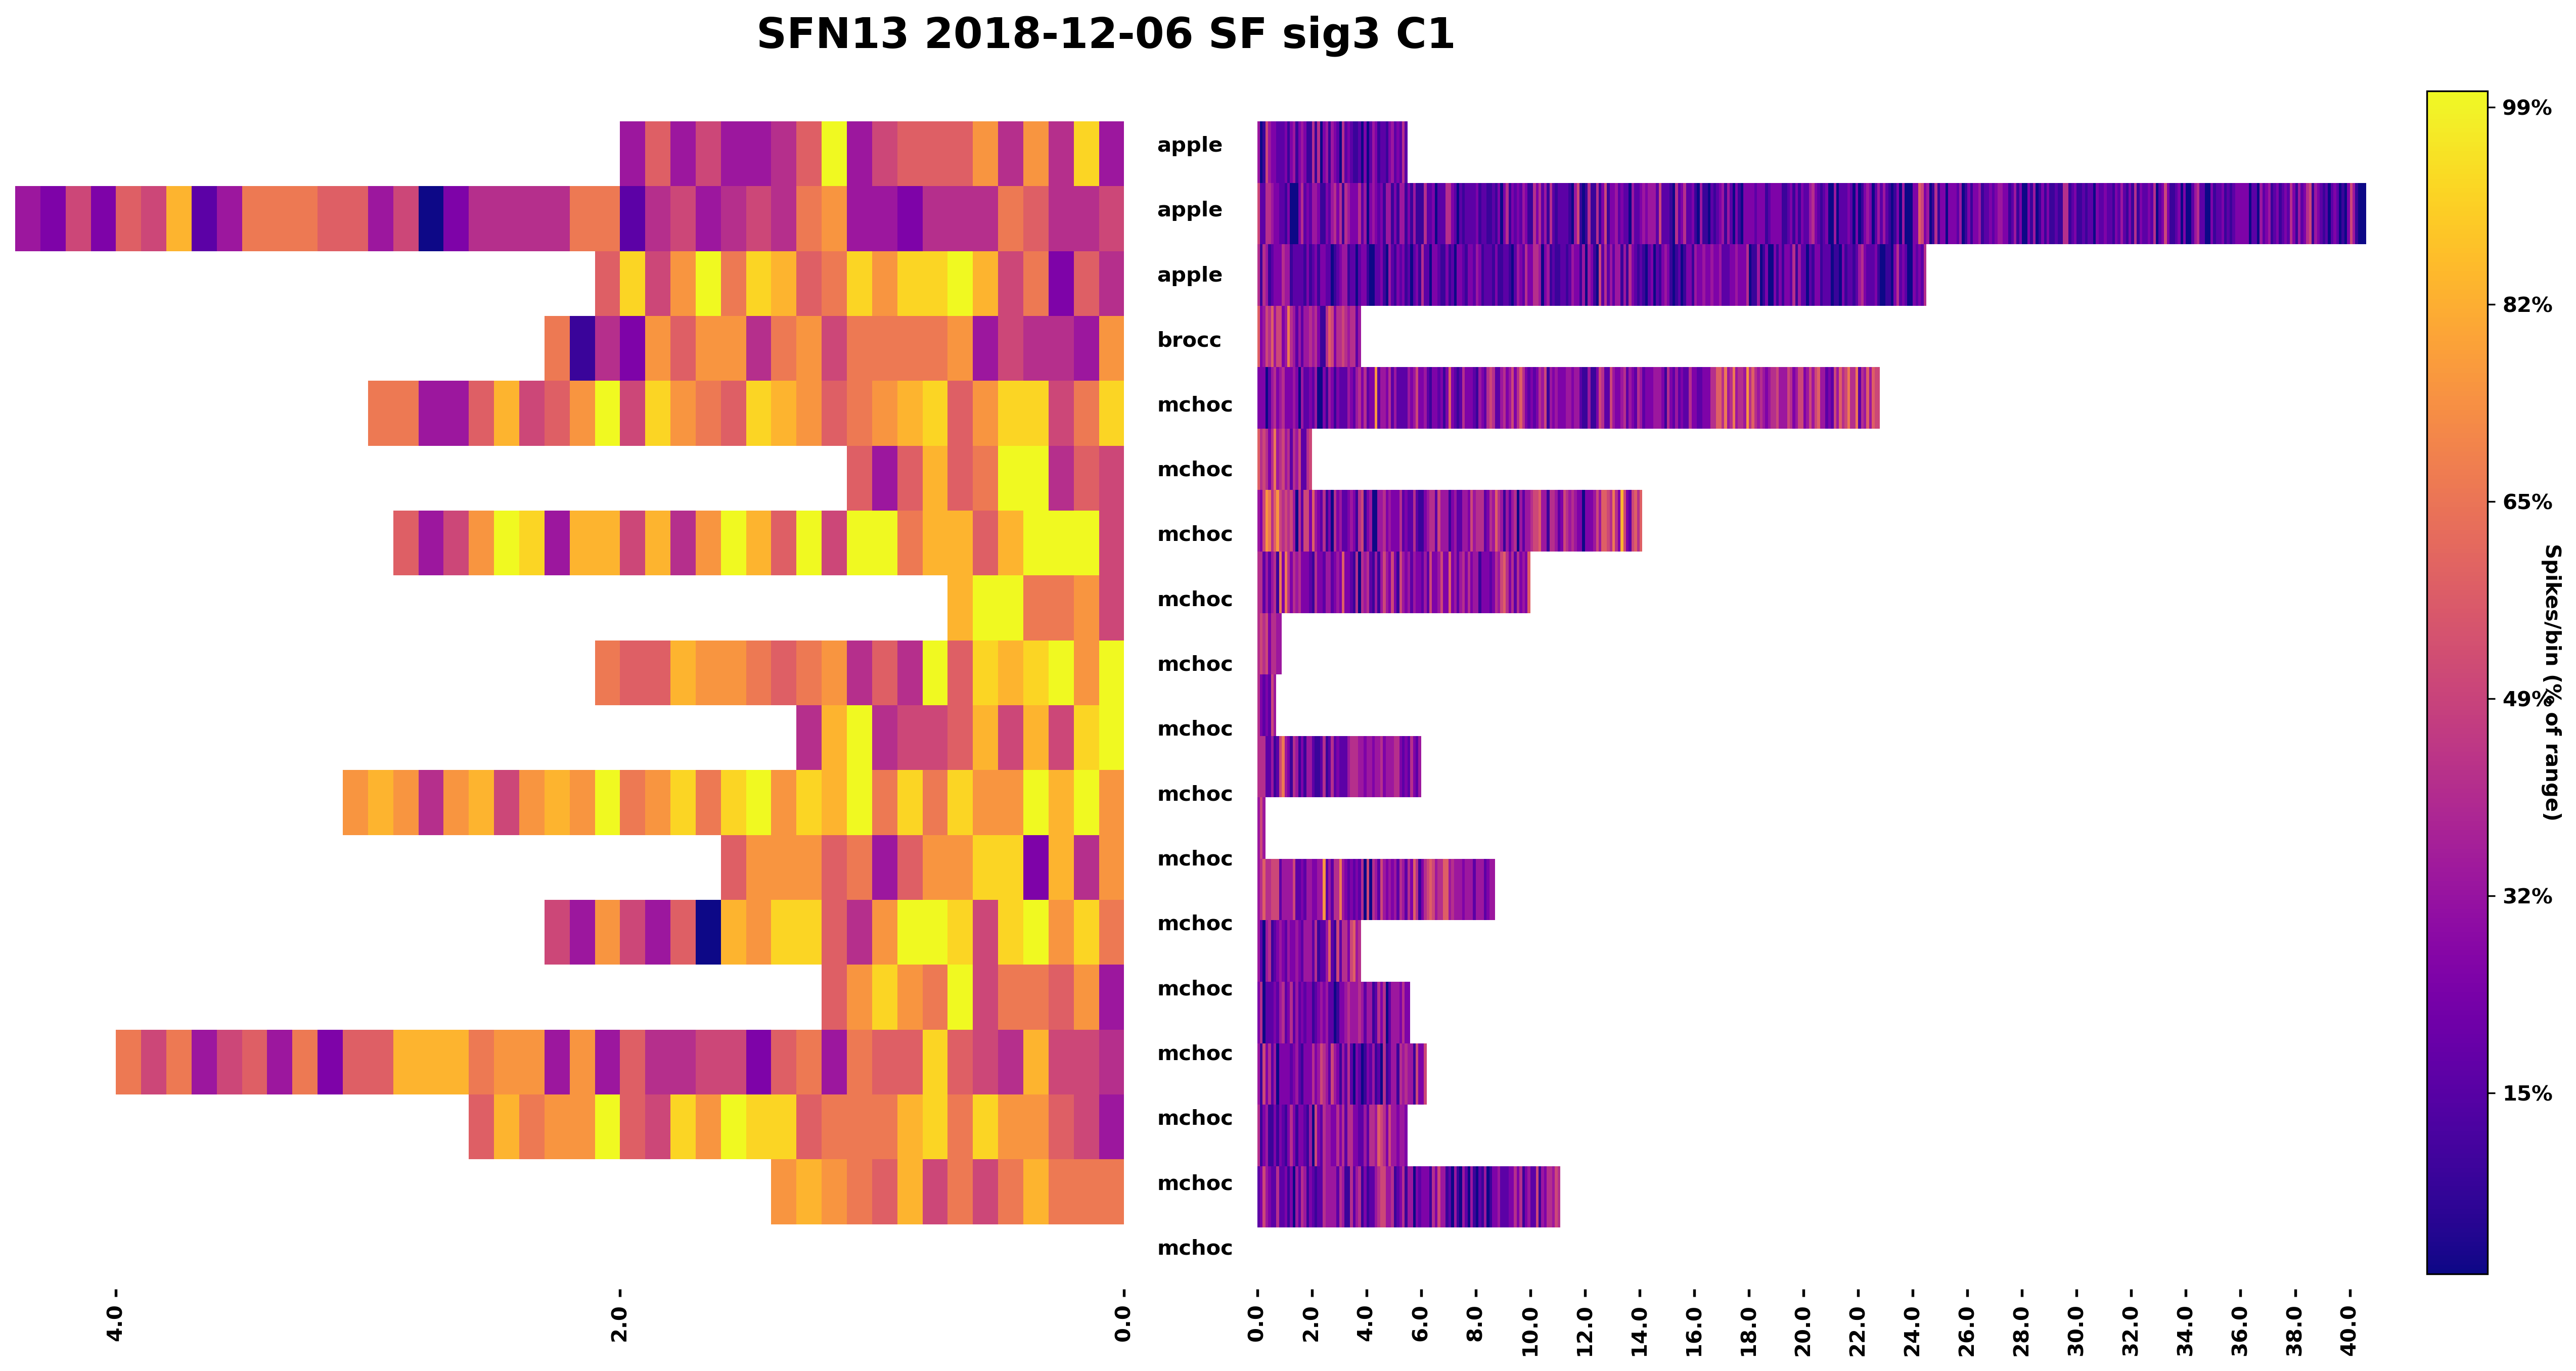 SFN13 2018-12-06 SF sig3 C1
apple
apple
apple
brocc
mchoc
mchoc
mchoc
mchoc
mchoc
mchoc
mchoc
mchoc
mchoc
mchoc
mchoc
mchoc
mchoc
mchoc
4.0
2.0
0.0
0.0
2.0
4.0
6.0
8.0
10.0
12.0
14.0
16.0
18.0
20.0
22.0
24.0
26.0
28.0
30.0
32.0
34.0
36.0
38.0
40.0
99%
82%
65%
49%
32%
15%
Spikes/bin (% of range)